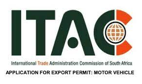 ITAC
International Trade Administration Commission of South Africa
APPLICATION FOR EXPORT PERMIT: MOTOR VEHICLE